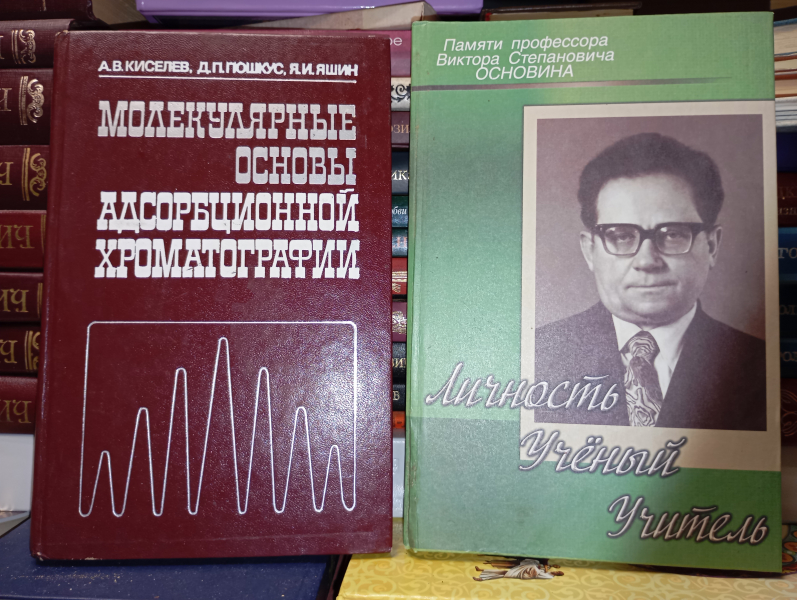 А.В. КИСЕЛЕВ, Д.П. ПОШКУС, Я.И. ЯШИН
МОЛЕКУЛЯРНЫЕ
ОСНОВЫ
АДСОРБЦИОННОЙ
ХРОМАТОГРАФИИ
Памяти профессора
Виктора Степановича
ОСНОВИНА
Личность
Учёный
Учитель